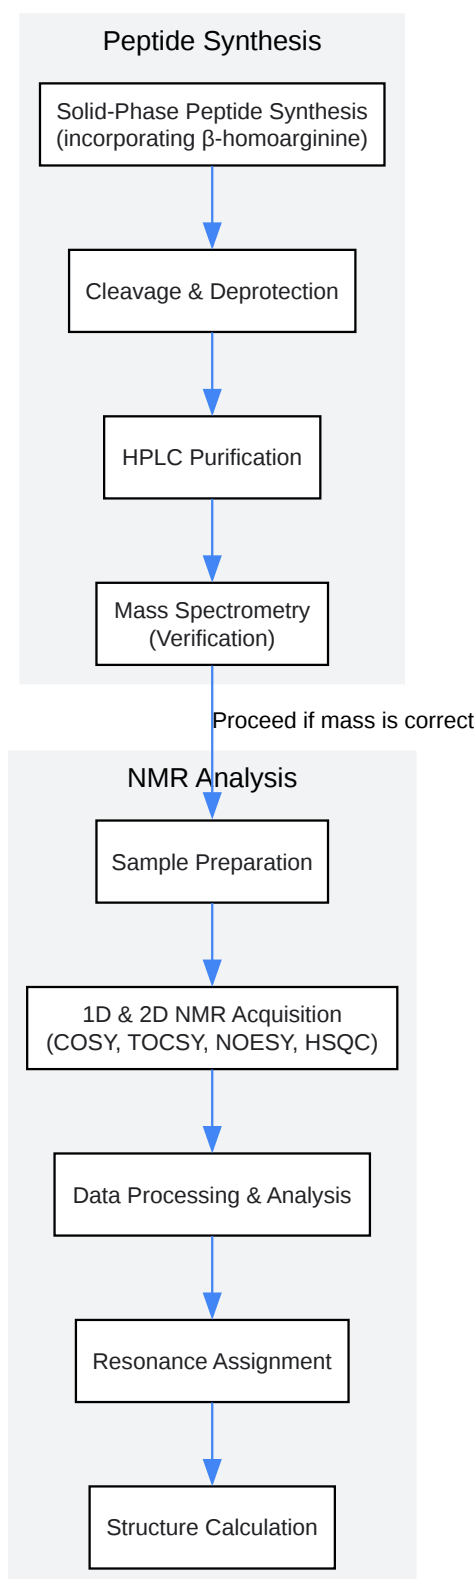 Peptide Synthesis
Solid-Phase Peptide Synthesis
(incorporating β-homoarginine)
Cleavage & Deprotection
HPLC Purification
Mass Spectrometry
(Verification)
Proceed if mass is correct
NMR Analysis
Sample Preparation
1D & 2D NMR Acquisition
(COSY, TOCSY, NOESY, HSQC)
Data Processing & Analysis
Resonance Assignment
Structure Calculation